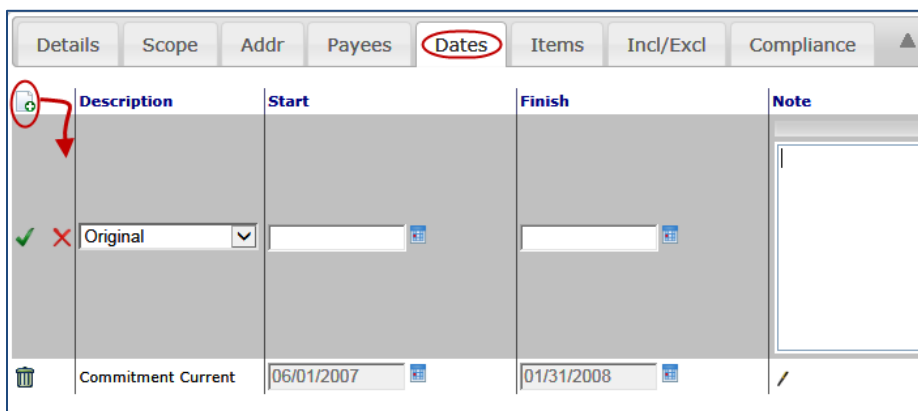 Details Scope Addr Payees Dates Items Incl/Excl Compliance
Description Start Finish Note
Original
Commitment Current 06/01/2007 01/31/2008